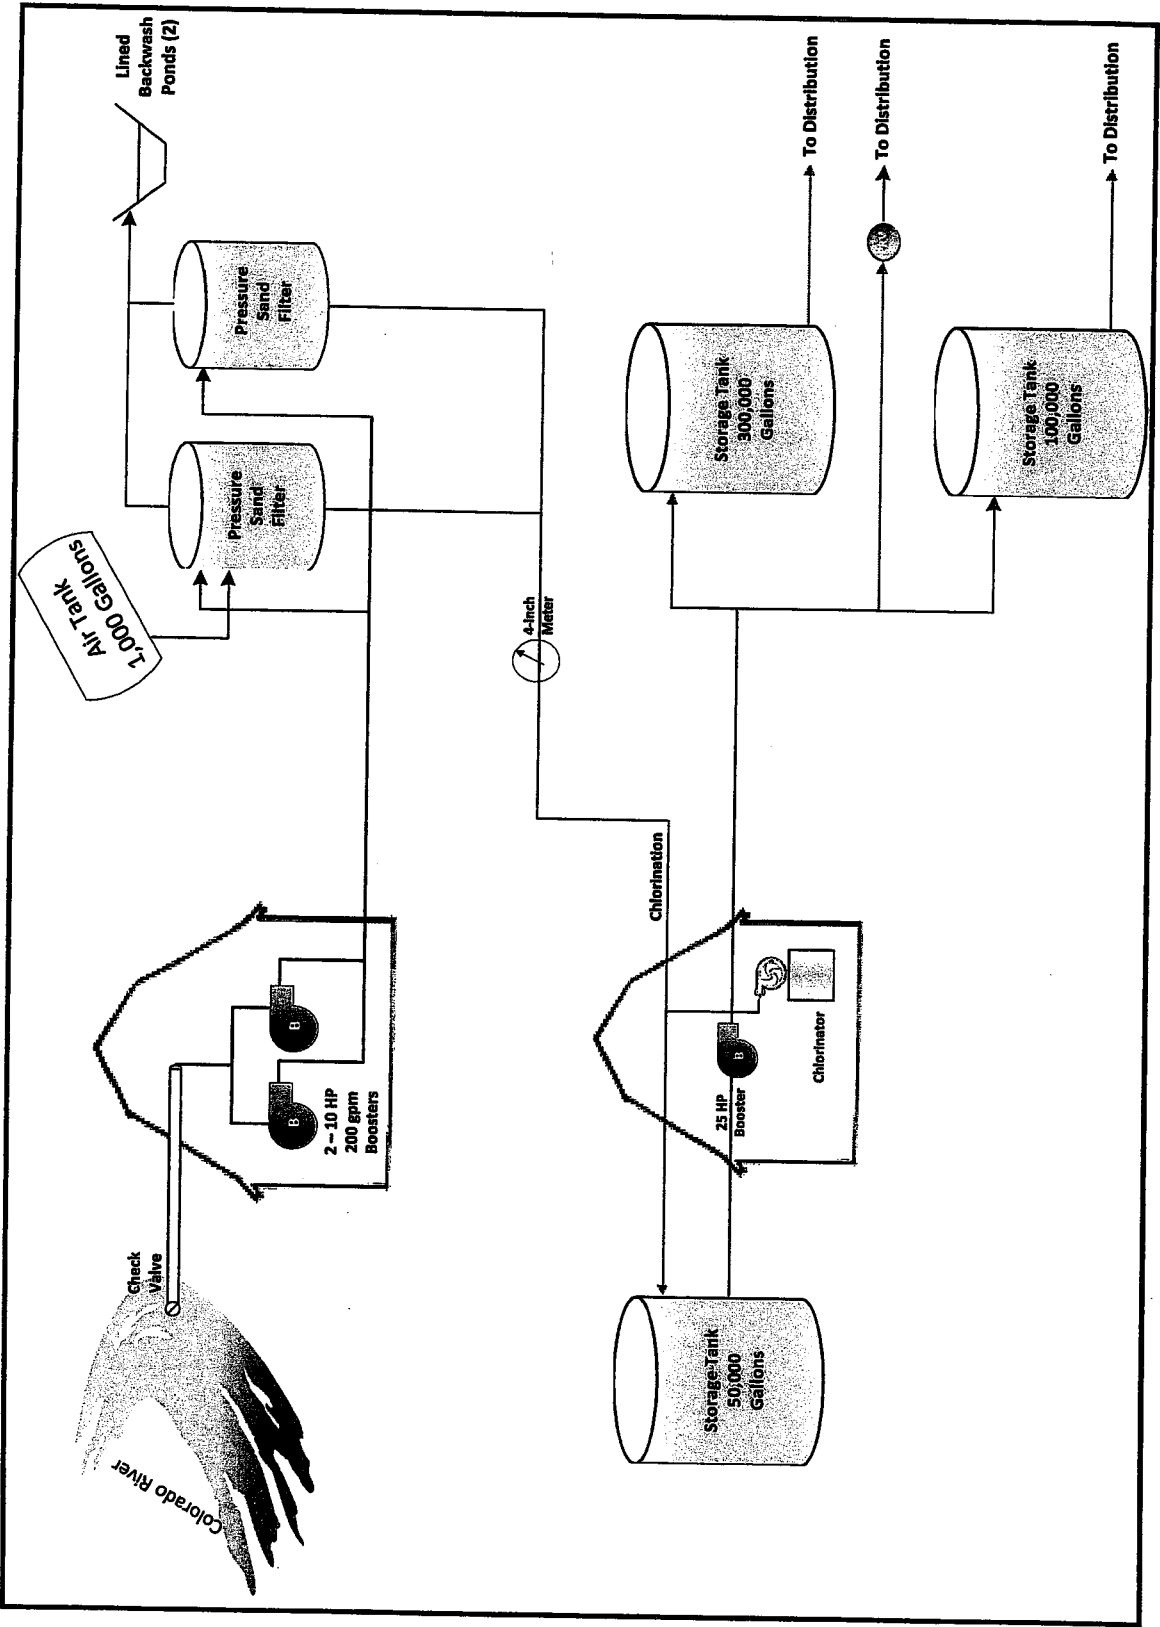 Colorado River
Check
Valve
B
B
2 – 10 HP
200 gpm
Boosters
Air Tank
1,000 Gallons
Pressure
Sand
Filter
Pressure
Sand
Filter
Lined
Backwash
Ponds (2)
4-Inch
Meter
Chlorination
Storage Tank
50,000
Gallons
25 HP
Booster
B
Chlorinator
Storage Tank
300,000
Gallons
To Distribution
To Distribution
Storage Tank
100,000
Gallons
To Distribution